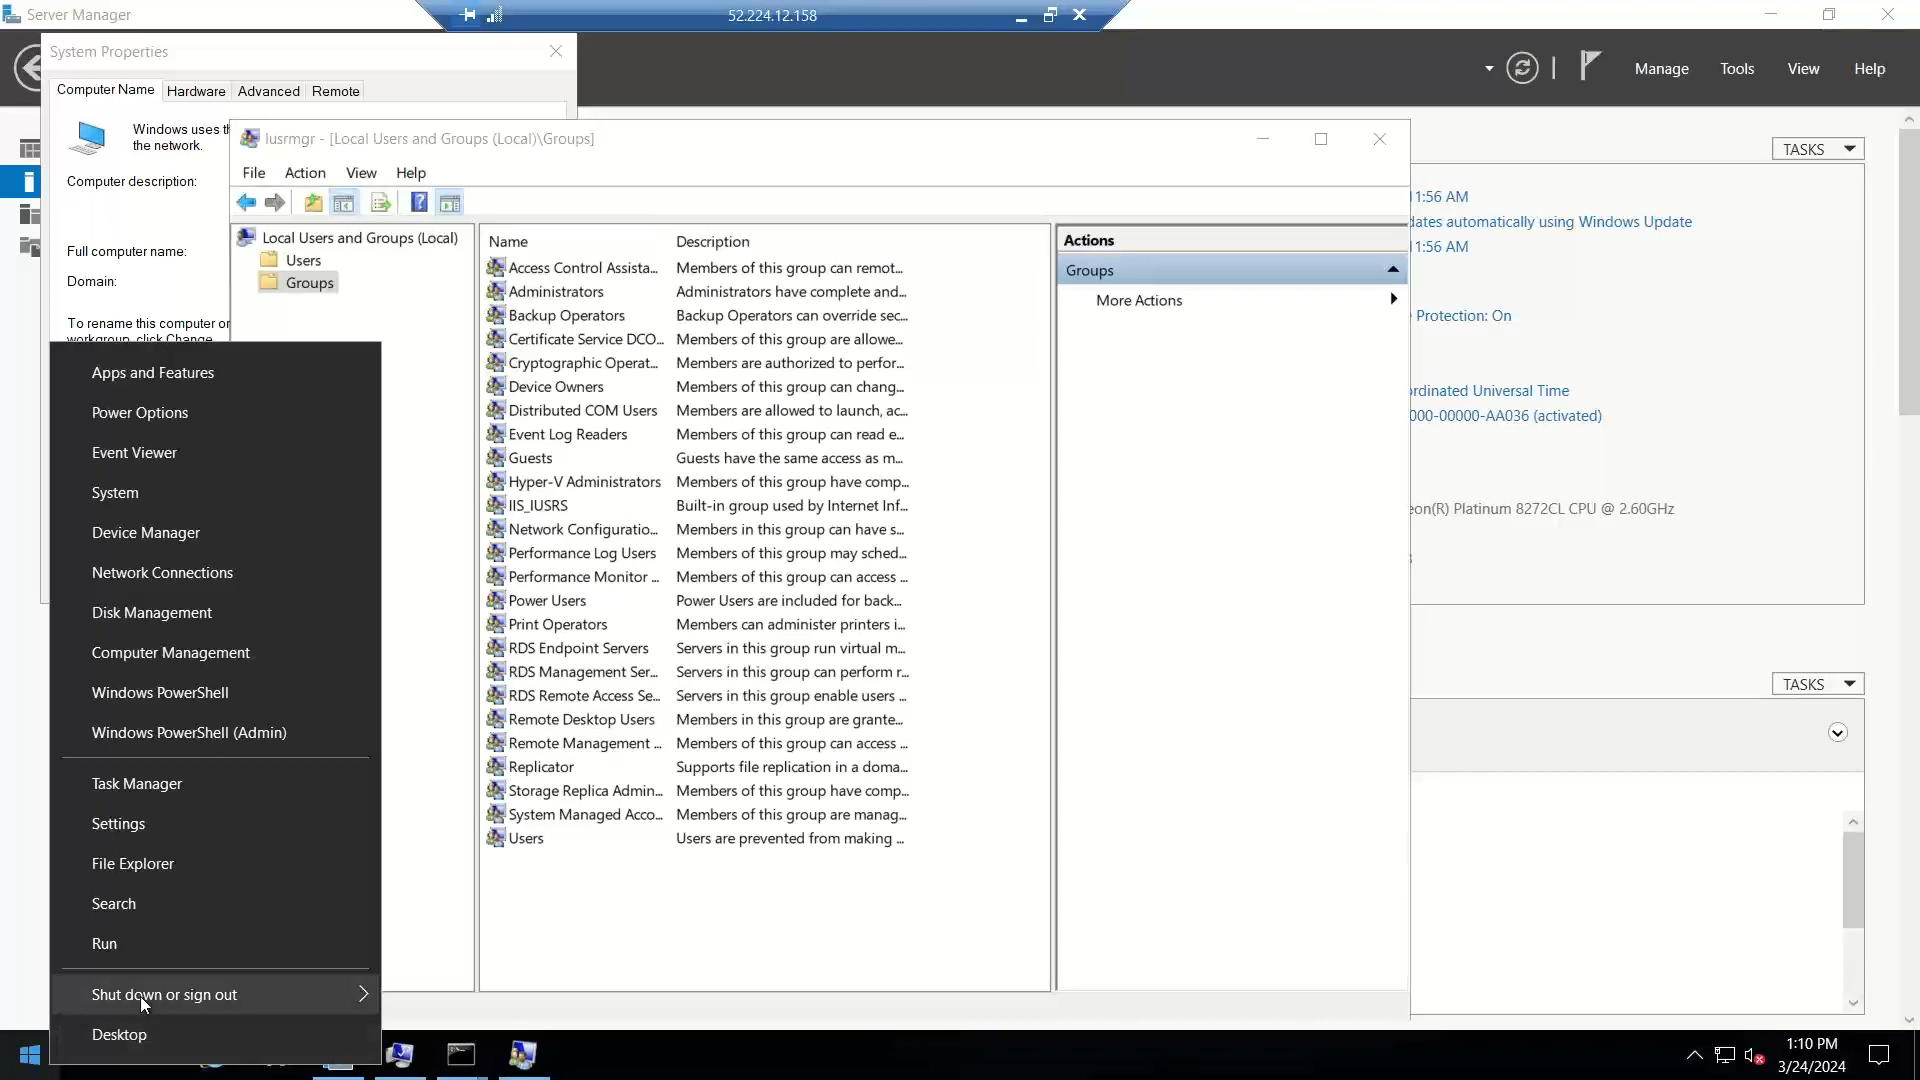 Server Manager
52.224.12.158
System Properties
Manage
Tools
View
Help
Computer Name
Hardware
Advanced
Remote
Windows uses th
the network.
Computer description:
Full computer name:
Domain:
To rename this computer or
workgroup, click Change.
lusrmgr - [Local Users and Groups (Local)\Groups]
File
Action
View
Help
Local Users and Groups (Local)
Users
Groups
Name
Description
Access Control Assista...
Members of this group can remot...
Administrators
Administrators have complete and...
Backup Operators
Backup Operators can override sec...
Certificate Service DCO...
Members of this group are allowe...
Cryptographic Operat...
Members are authorized to perfor...
Device Owners
Members of this group can chang...
Distributed COM Users
Members are allowed to launch, ac...
Event Log Readers
Members of this group can read e...
Guests
Guests have the same access as m...
Hyper-V Administrators
Members of this group have comp...
IIS_IUSRS
Built-in group used by Internet Inf...
Network Configuratio...
Members in this group can have s...
Performance Log Users
Members of this group may sched...
Performance Monitor ...
Members of this group can access ...
Power Users
Power Users are included for back...
Print Operators
Members can administer printers i...
RDS Endpoint Servers
Servers in this group run virtual m...
RDS Management Ser...
Servers in this group can perform r...
RDS Remote Access Se...
Servers in this group enable users ...
Remote Desktop Users
Members in this group are grante...
Remote Management ...
Members of this group can access ...
Replicator
Supports file replication in a doma...
Storage Replica Admin...
Members of this group have comp...
System Managed Acco...
Members of this group are manag...
Users
Users are prevented from making ...
Actions
Groups
More Actions
TASKS
1:56 AM
dates automatically using Windows Update
1:56 AM
Protection: On
rdinated Universal Time
000-00000-AA036 (activated)
eon(R) Platinum 8272CL CPU @ 2.60GHz
TASKS
Apps and Features
Power Options
Event Viewer
System
Device Manager
Network Connections
Disk Management
Computer Management
Windows PowerShell
Windows PowerShell (Admin)
Task Manager
Settings
File Explorer
Search
Run
Shut down or sign out
Desktop
1:10 PM
3/24/2024